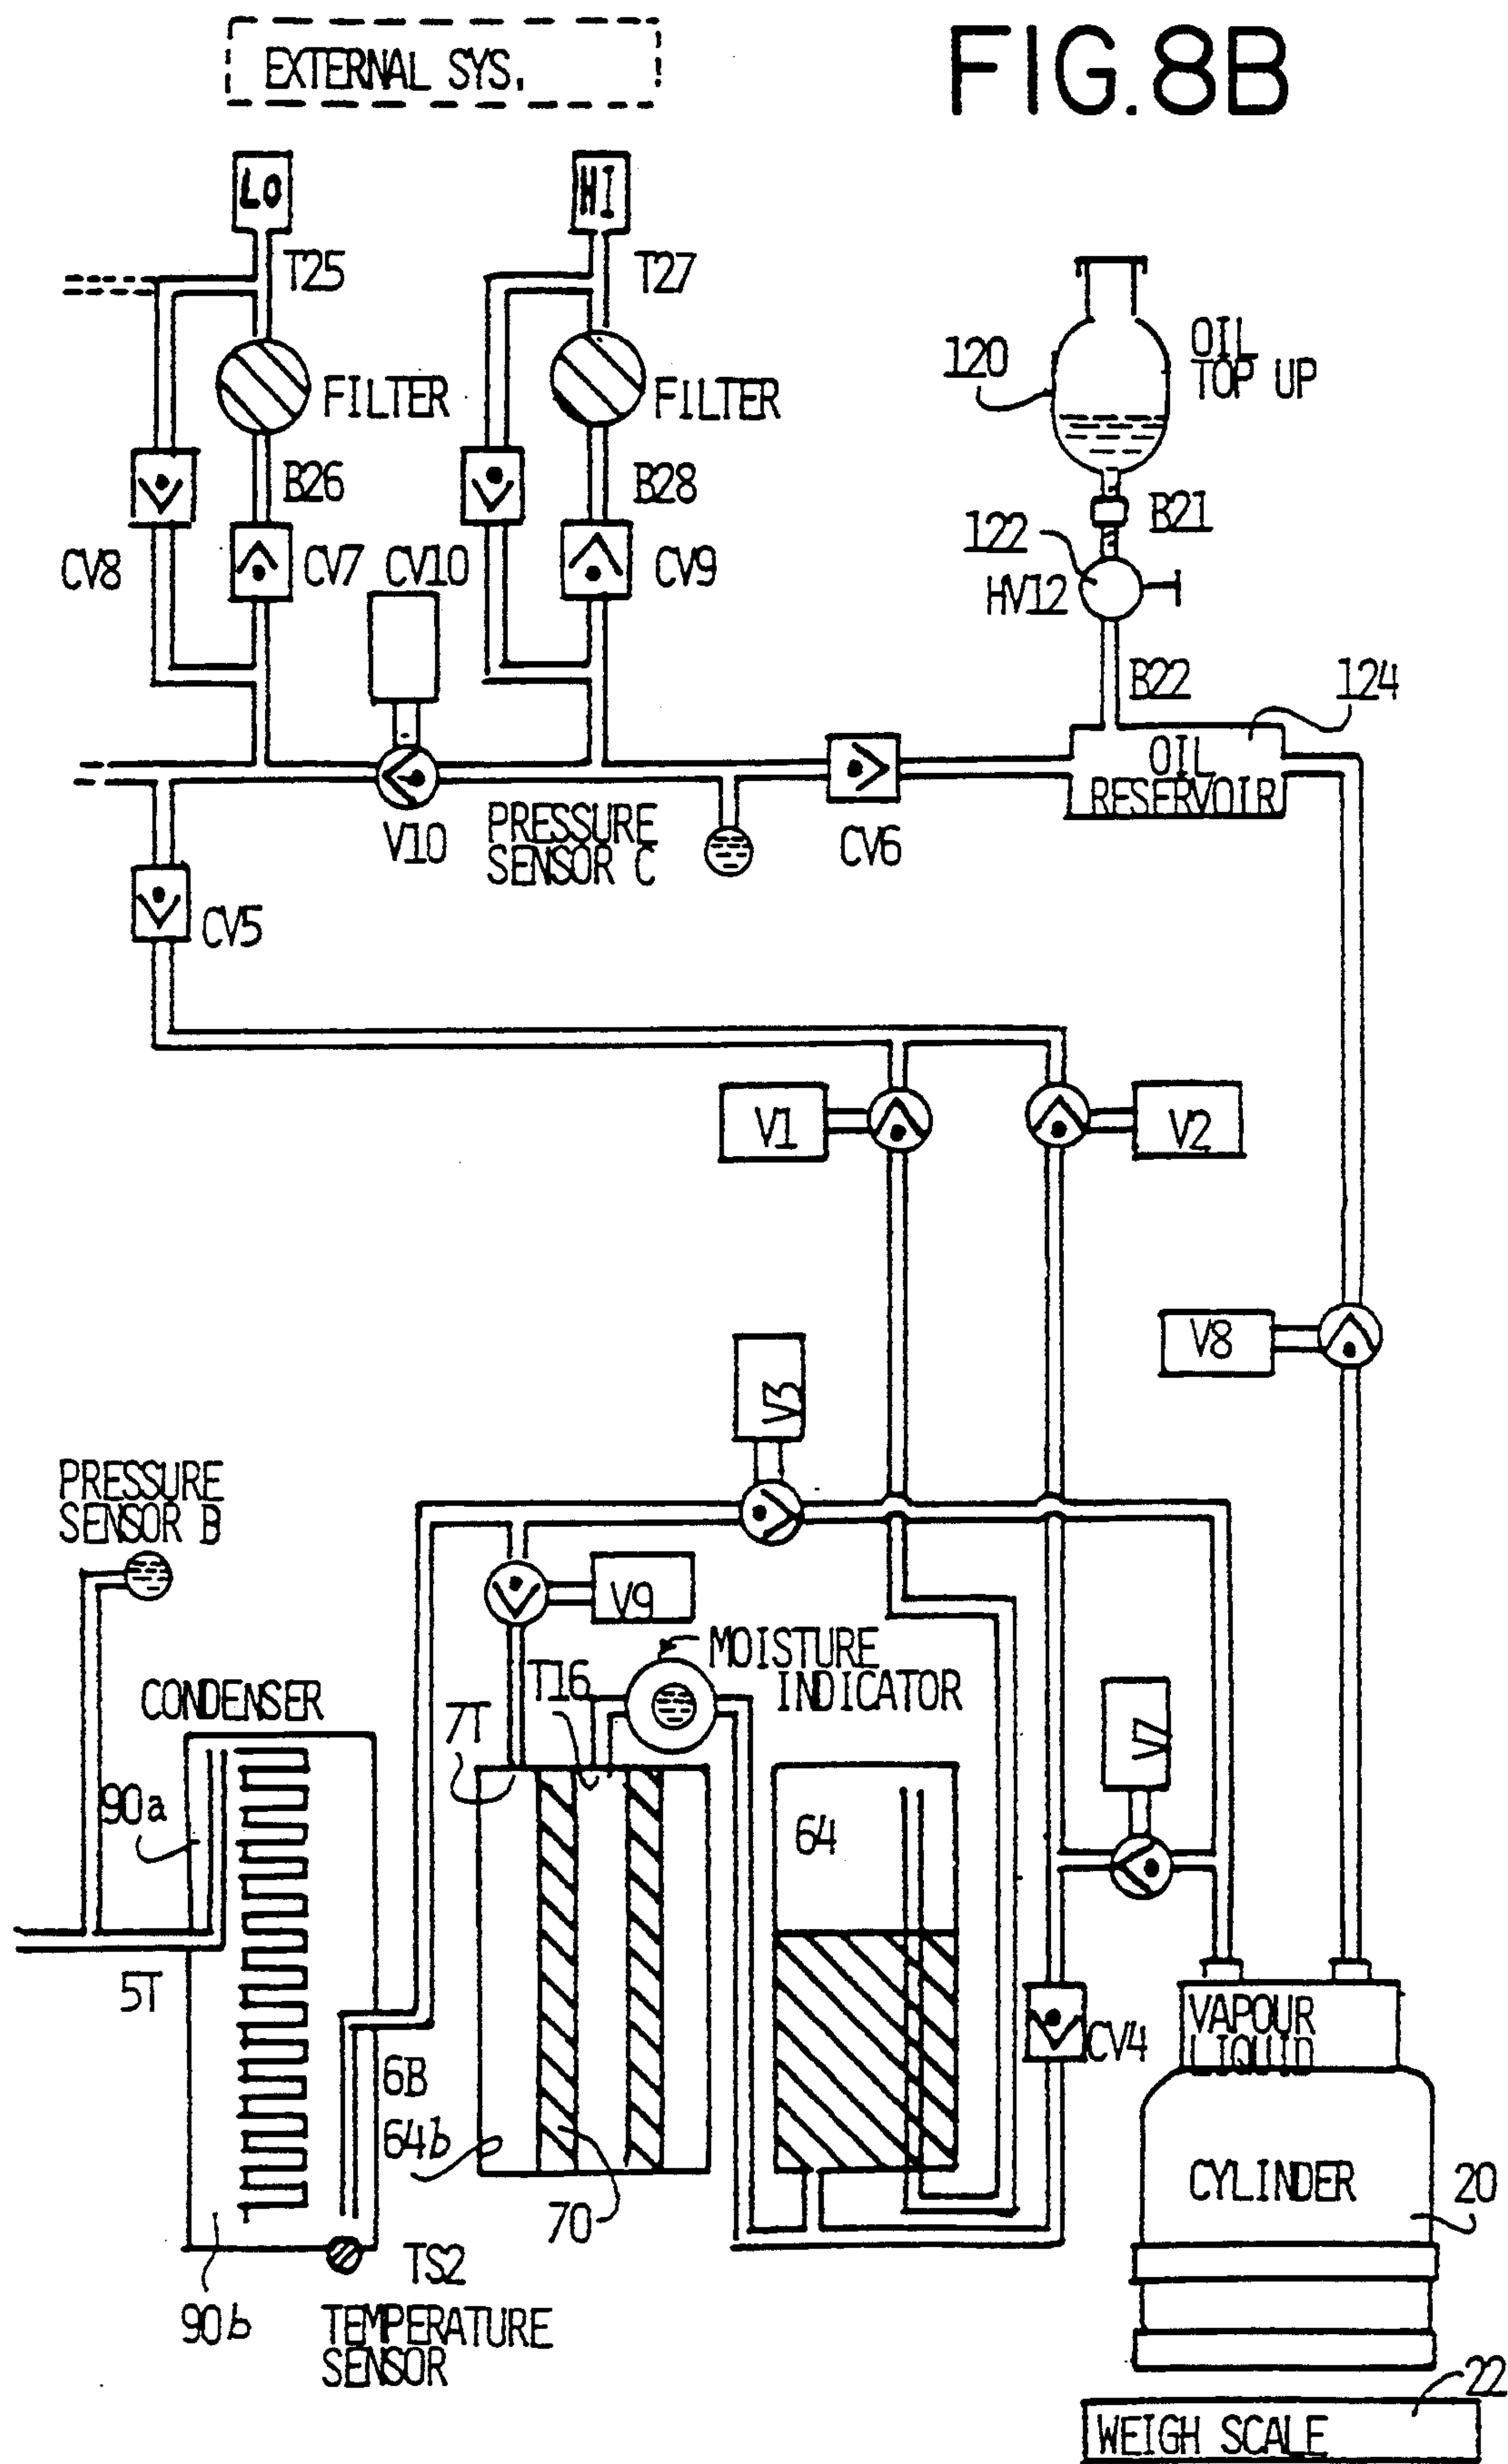 FIG.8B
EXTERNAL SYS.
LO
HI
T25
T27
FILTER
FILTER
120
OIL
TOP UP
B26
B28
B21
122
CV8
CV7
CV10
CV9
HV12
B22
124
OIL
RESERVOIR
V10
PRESSURE
SENSOR C
CV6
CV5
V1
V2
V8
V3
PRESSURE
SENSOR B
V9
MOISTURE
INDICATOR
T16
7T
CONDENSER
V7
90a
64
5T
VAPOUR
LIQUID
CV4
6B
64b
CYLINDER
20
70
TS2
90b
TEMPERATURE
SENSOR
22
WEIGH SCALE